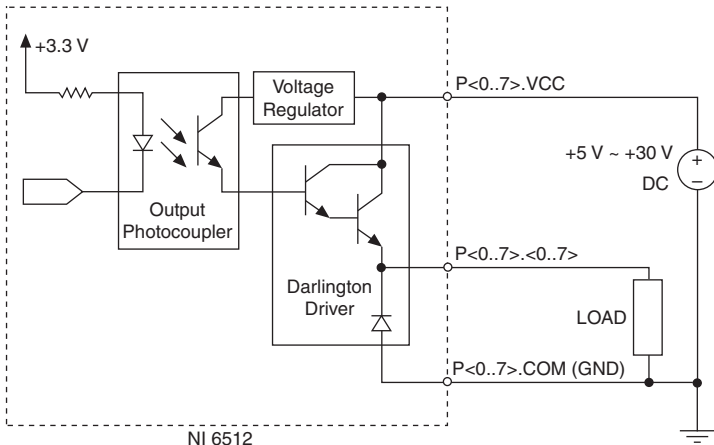 +3.3 V
Voltage
Regulator
P<0..7>.VCC
+5 V ~ +30 V
DC
+
−
Output
Photocoupler
P<0..7>.<0..7>
Darlington
Driver
LOAD
P<0..7>.COM (GND)
NI 6512